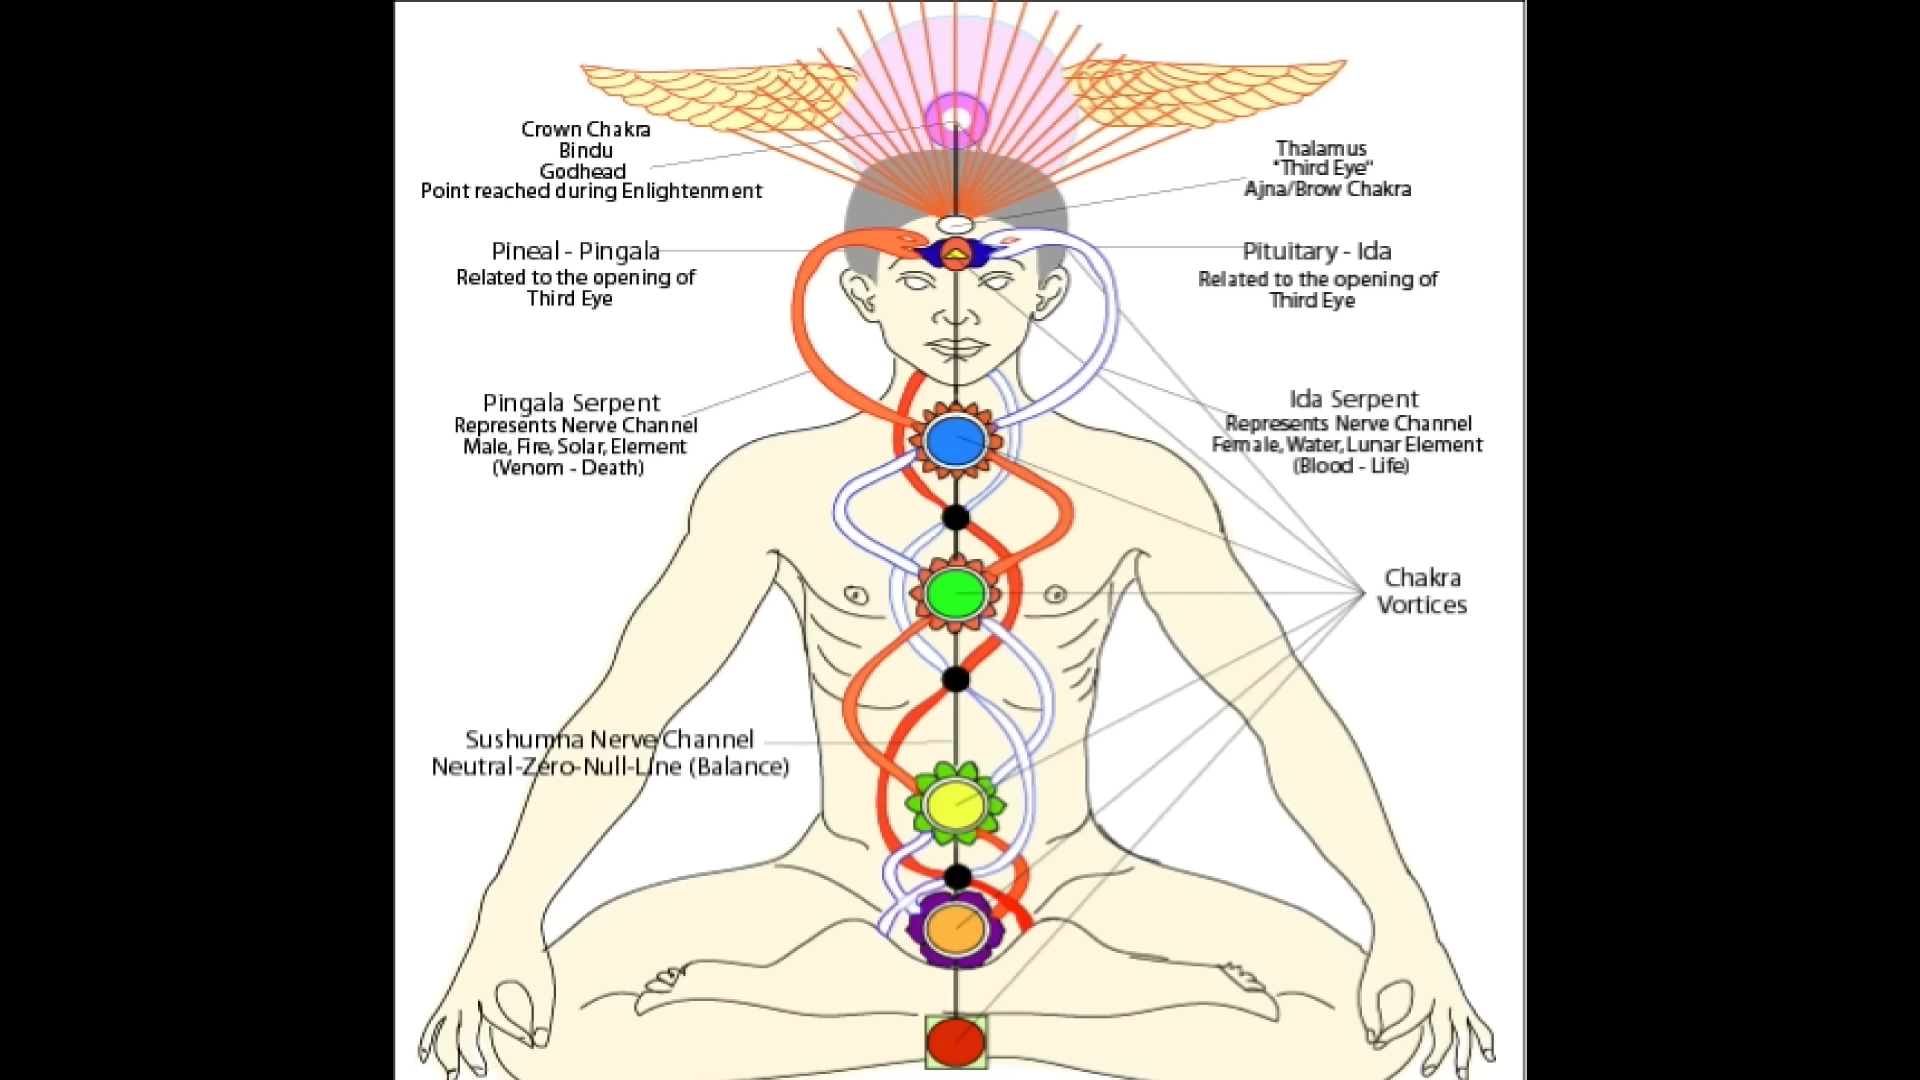 Crown Chakra
Bindu
Godhead
Point reached during Enlightenment
Thalamus
"Third Eye"
Ajna/Brow Chakra
Pineal - Pingala
Related to the opening of
Third Eye
Pituitary - Ida
Related to the opening of
Third Eye
Pingala Serpent
Represents Nerve Channel
Male, Fire, Solar, Element
(Venom - Death)
Ida Serpent
Represents Nerve Channel
Female, Water, Lunar Element
(Blood - Life)
Chakra
Vortices
Sushumna Nerve Channel
Neutral-Zero-Null-Line (Balance)